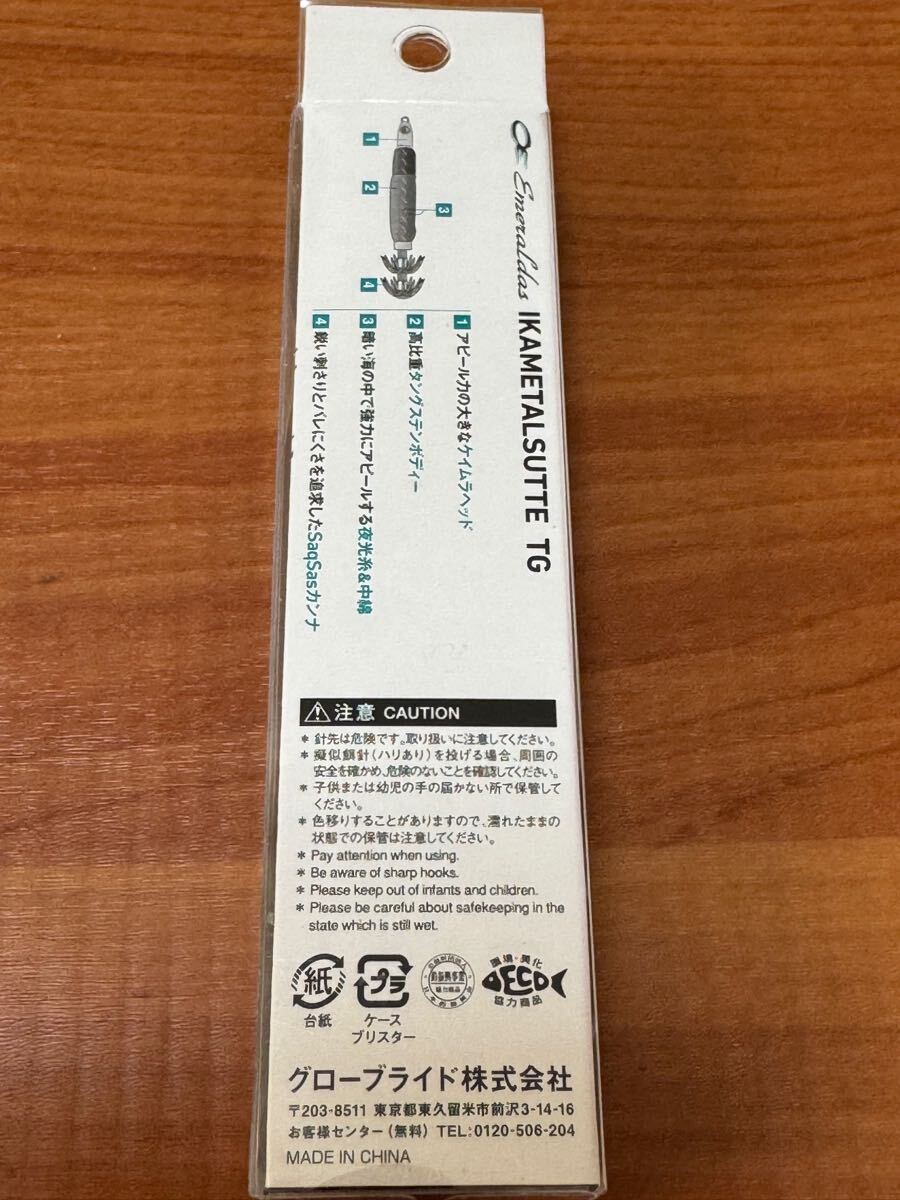 Emeraldas IKAMETALSUTTE TG
1
2
3
4
1 アピール力の大きなケイムラヘッド
2 高比重タングステンボディー
3 暗い海の中で強力にアピールする夜光糸&中綿
4 鋭い刺さりとバレにくさを追求したSaqSasカンナ
注意 CAUTION
* 針先は危険です。取り扱いに注意してください。
* 擬似餌針(ハリあり)を投げる場合、周囲の
安全を確かめ、危険のないことを確認してください。
* 子供または幼児の手の届かない所で保管して
ください。
* 色移りすることがありますので、濡れたままの
状態での保管は注意してください。
* Pay attention when using.
* Be aware of sharp hooks.
* Please keep out of infants and children.
* Please be careful about safekeeping in the
state which is still wet.
紙
台紙
プラ
ケース
ブリスター
環境・美化
ECO
協力商品
グローブライド株式会社
〒203-8511 東京都東久留米市前沢3-14-16
お客様センター(無料) TEL:0120-506-204
MADE IN CHINA